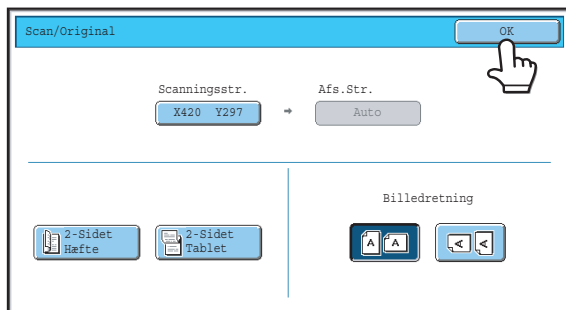 Scan/Original
OK
Scanningsstr.
Afs.Str.
X420 Y297
Auto
2-Sidet
Hæfte
2-Sidet
Tablet
Billedretning
A A
A A